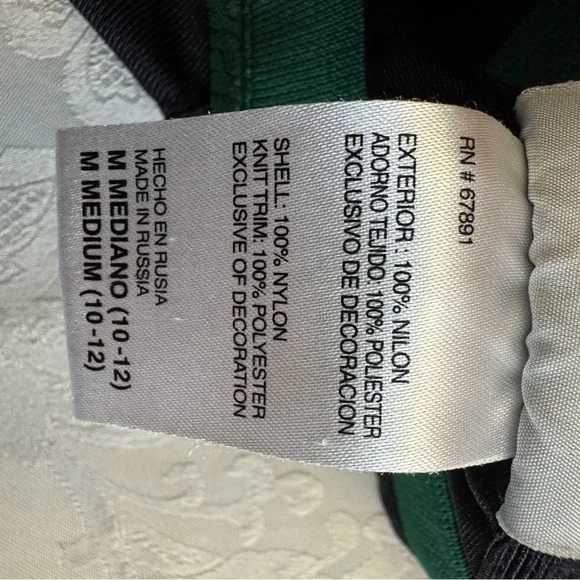 M MEDIUM (10-12)
M MEDIANO (10-12)
MADE IN RUSSIA
HECHO EN RUSIA
EXCLUSIVE OF DECORATION
KNIT TRIM: 100% POLYESTER
SHELL: 100% NYLON
EXCLUSIVO DE DECORACION
ADORNO TEJIDO: 100% POLIESTER
EXTERIOR : 100% NILON
RN # 67891